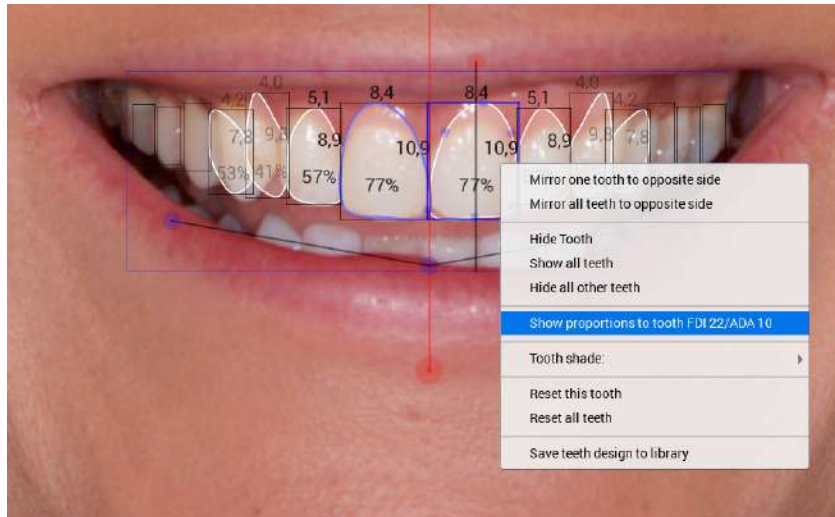 4,0
4,0
4,2
5,1
8,4
8,4
5,1
4,2
7,8
9,8
8,9
10,9
10,9
8,9
9,8
7,8
53%
41%
57%
77%
77%
Mirror one tooth to opposite side
Mirror all teeth to opposite side
Hide Tooth
Show all teeth
Hide all other teeth
Show proportions to tooth FDI 22/ADA 10
Tooth shade:
Reset this tooth
Reset all teeth
Save teeth design to library